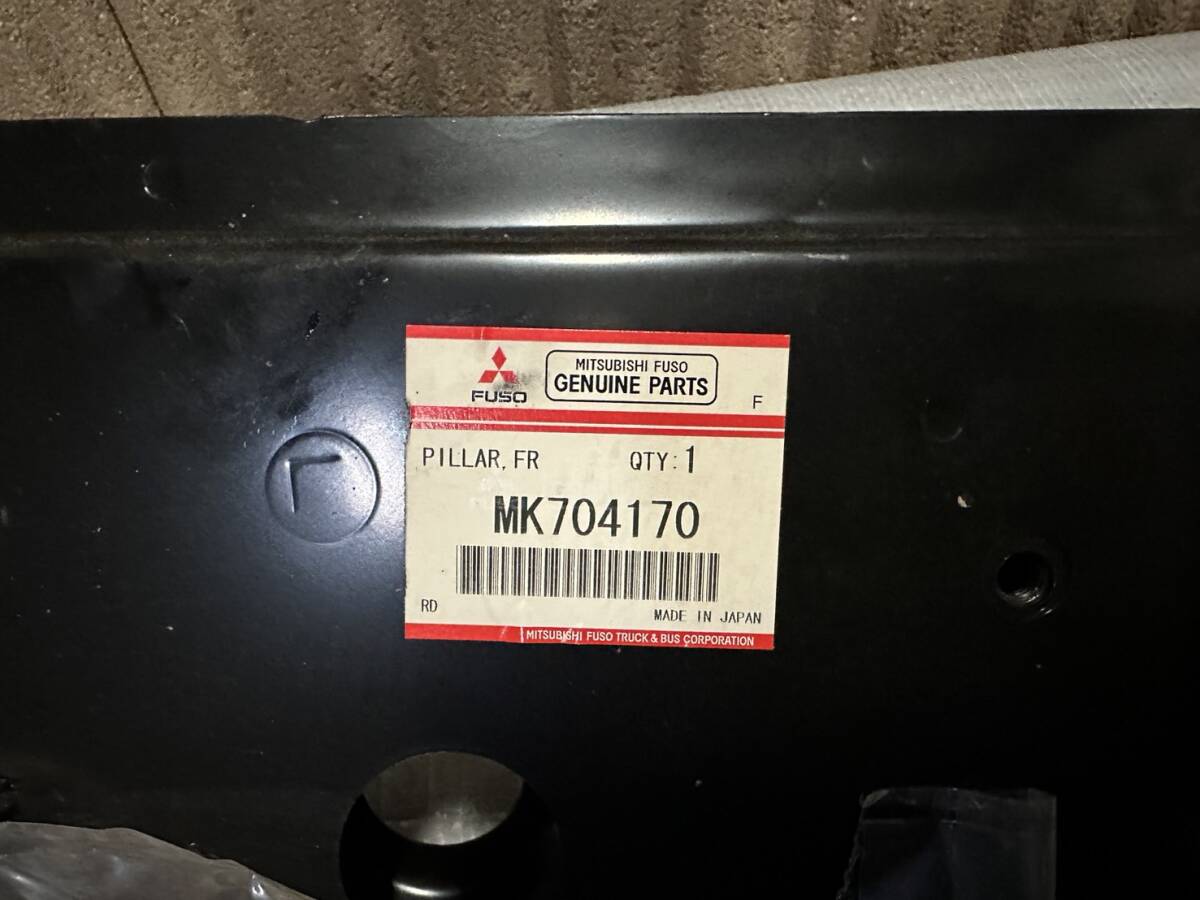 FUSO
MITSUBISHI FUSO
GENUINE PARTS
F
PILLAR, FR QTY: 1
MK704170
RD
MADE IN JAPAN
MITSUBISHI FUSO TRUCK & BUS CORPORATION